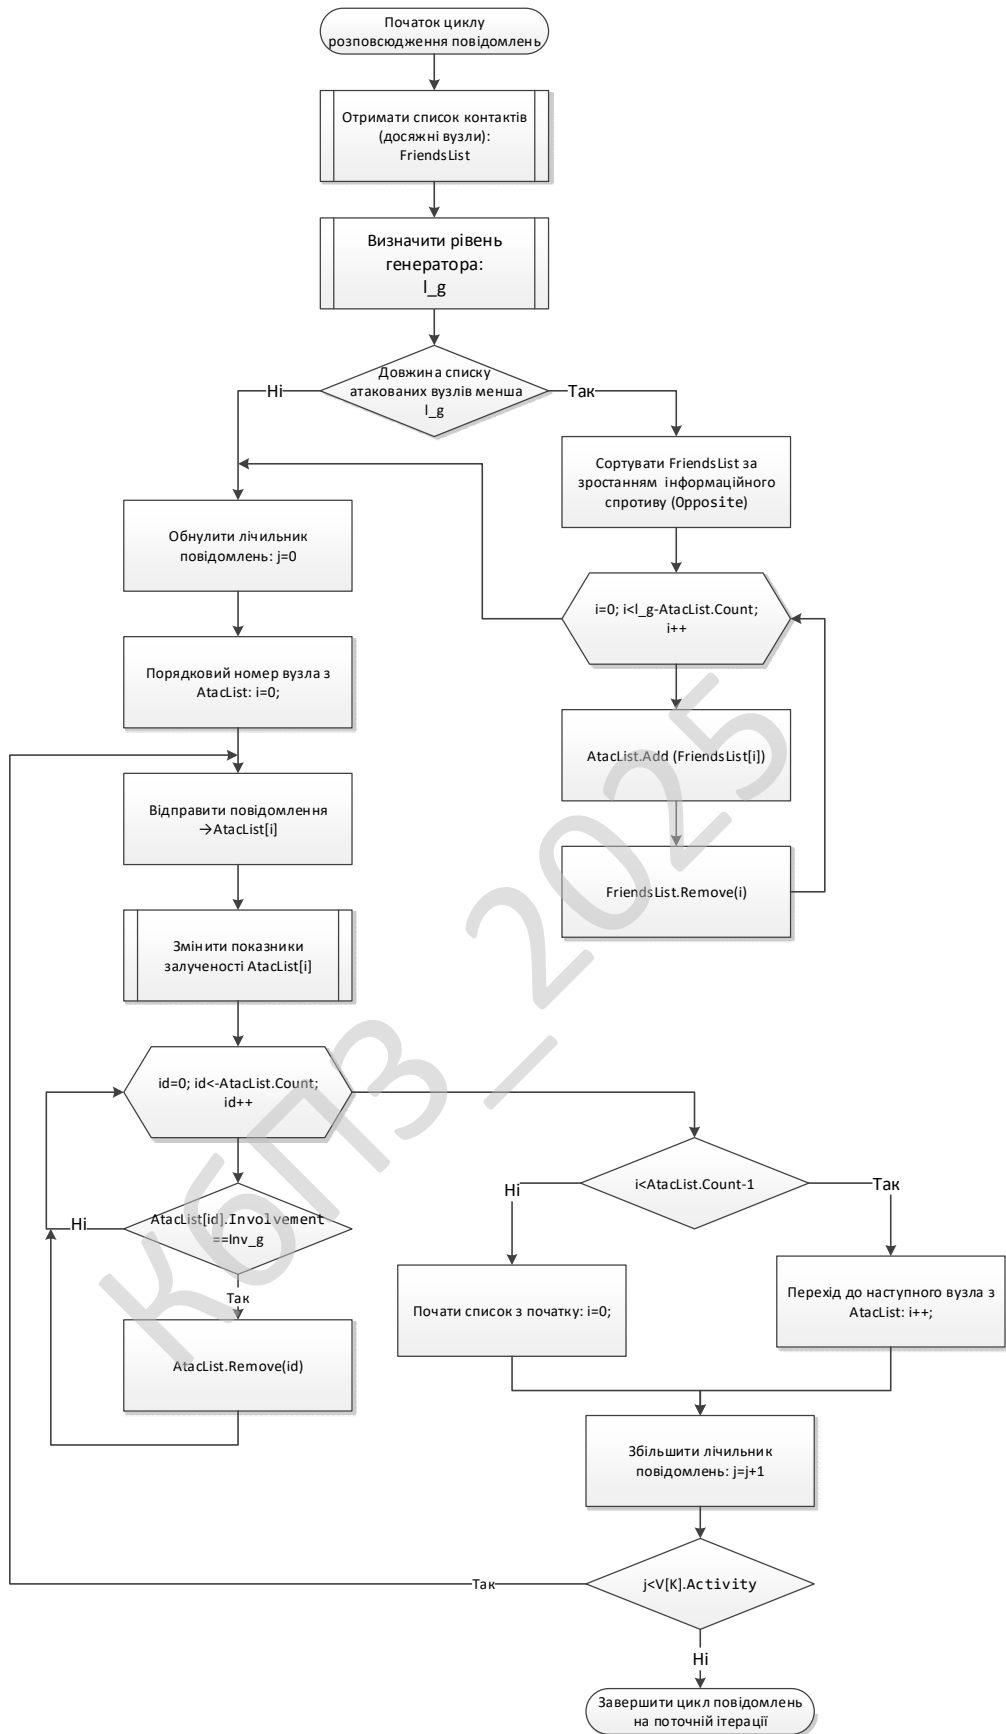 Початок циклу
розповсюдження повідомлень
Отримати список контактів
(досяжні вузли):
FriendsList
Визначити рівень
генератора:
l_g
Довжина списку
атакованих вузлів менша
l_g
Ні
Так
Сортувати FriendsList за
зростанням інформаційного
спротиву (Opposite)
i=0; i<l_g-AtacList.Count;
i++
AtacList.Add (FriendsList[i])
FriendsList.Remove(i)
Обнулити лічильник
повідомлень: j=0
Порядковий номер вузла з
AtacList: i=0;
Відправити повідомлення
→AtacList[i]
Змінити показники
залученості AtacList[i]
id=0; id<-AtacList.Count;
id++
AtacList[id].Involvement
==Inv_g
Ні
Так
AtacList.Remove(id)
i<AtacList.Count-1
Ні
Так
Почати список з початку: i=0;
Перехід до наступного вузла з
AtacList: i++;
Збільшити лічильник
повідомлень: j=j+1
j<V[K].Activity
Так
Ні
Завершити цикл повідомлень
на поточній ітерації
КбПЗ_2025